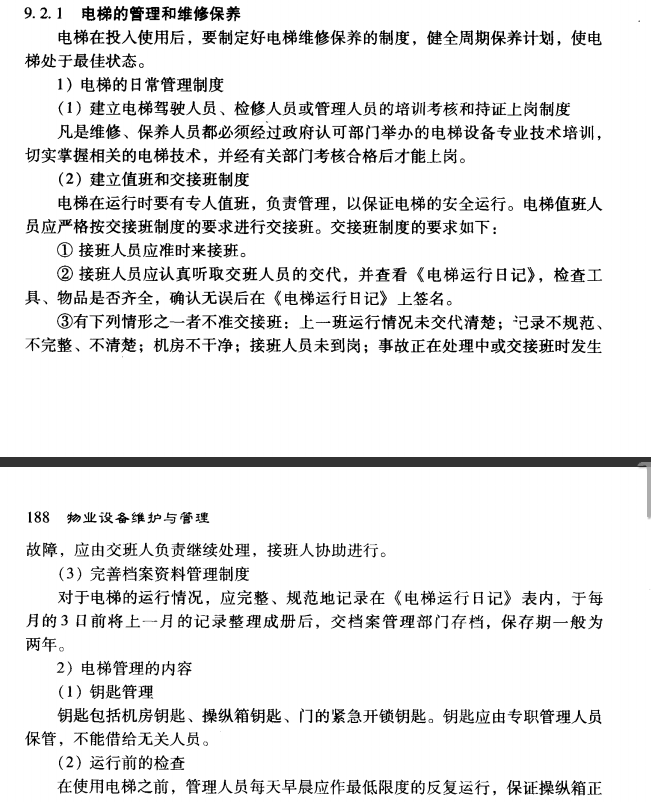 9.2.1 电梯的管理和维修保养
电梯在投入使用后，要制定好电梯维修保养的制度，健全周期保养计划，使电
梯处于最佳状态。
1）电梯的日常管理制度
（1）建立电梯驾驶人员、检修人员或管理人员的培训考核和持证上岗制度
凡是维修、保养人员都必须经过政府认可部门举办的电梯设备专业技术培训，
切实掌握相关的电梯技术，并经有关部门考核合格后才能上岗。
（2）建立值班和交接班制度
电梯在运行时要有专人值班，负责管理，以保证电梯的安全运行。电梯值班人
员应严格按交接班制度的要求进行交接班。交接班制度的要求如下：
① 接班人员应准时来接班。
② 接班人员应认真听取交班人员的交代，并查看《电梯运行日记》，检查工
具、物品是否齐全，确认无误后在《电梯运行日记》上签名。
③有下列情形之一者不准交接班：上一班运行情况未交代清楚；记录不规范、
不完整、不清楚；机房不干净；接班人员未到岗；事故正在处理中或交接班时发生
188 物业设备维护与管理
故障，应由交班人负责继续处理，接班人协助进行。
（3）完善档案资料管理制度
对于电梯的运行情况，应完整、规范地记录在《电梯运行日记》表内，于每
月的 3 日前将上一月的记录整理成册后，交档案管理部门存档，保存期一般为
两年。
2）电梯管理的内容
（1）钥匙管理
钥匙包括机房钥匙、操纵箱钥匙、门的紧急开锁钥匙。钥匙应由专职管理人员
保管，不能借给无关人员。
（2）运行前的检查
在使用电梯之前，管理人员每天早晨应作最低限度的反复运行，保证操纵箱正